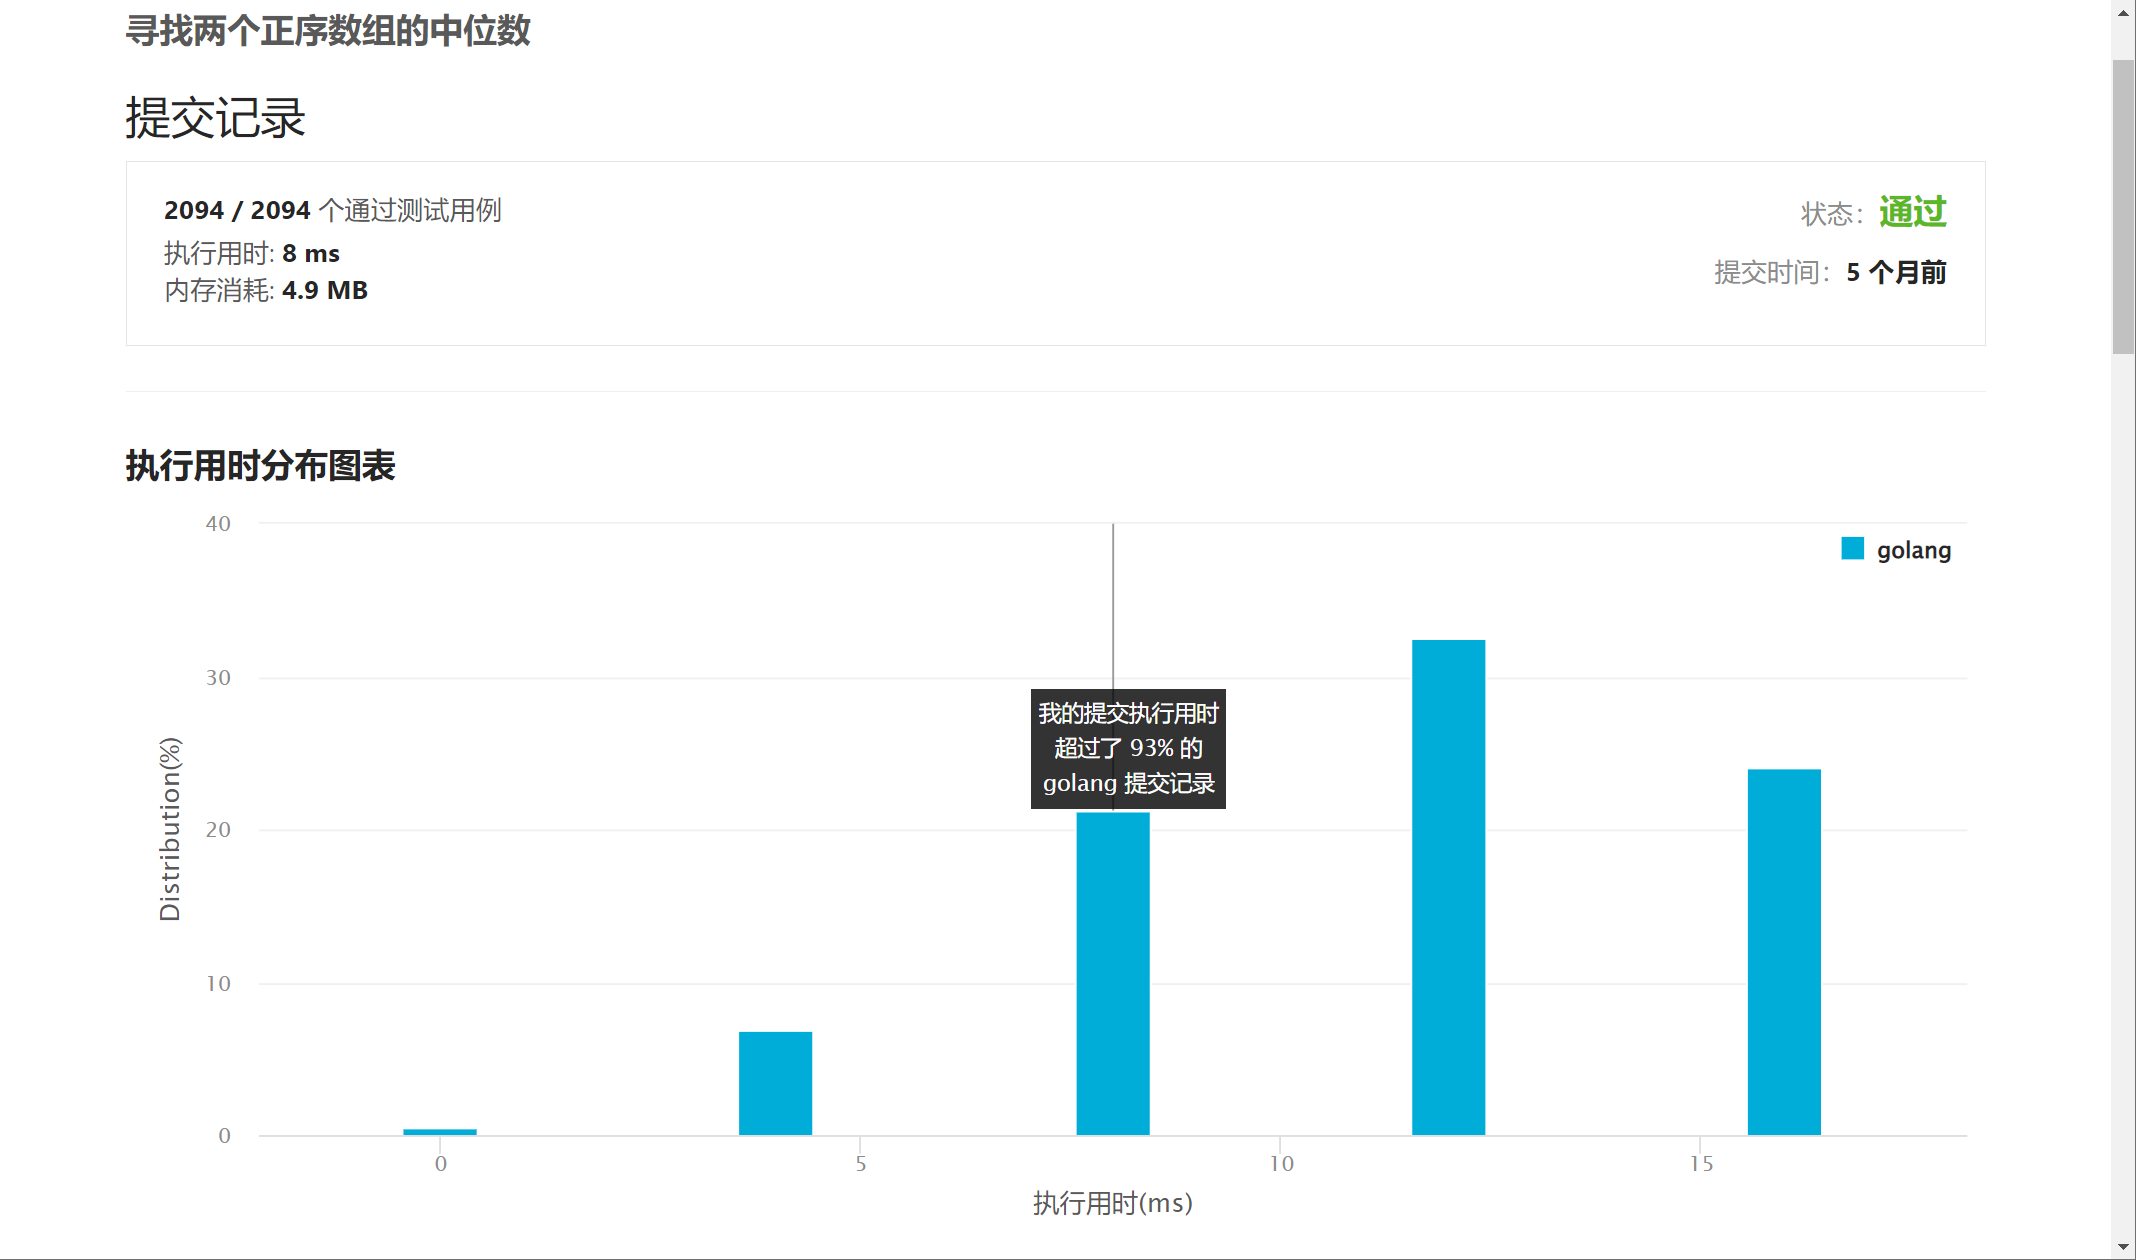 寻找两个正序数组的中位数
提交记录
2094 / 2094 个通过测试用例
状态：通过
执行用时: 8 ms
提交时间：5 个月前
内存消耗: 4.9 MB
执行用时分布图表
40
golang
30
我的提交执行用时
超过了 93% 的
golang 提交记录
20
Distribution(%)
10
0
0
5
10
15
执行用时(ms)